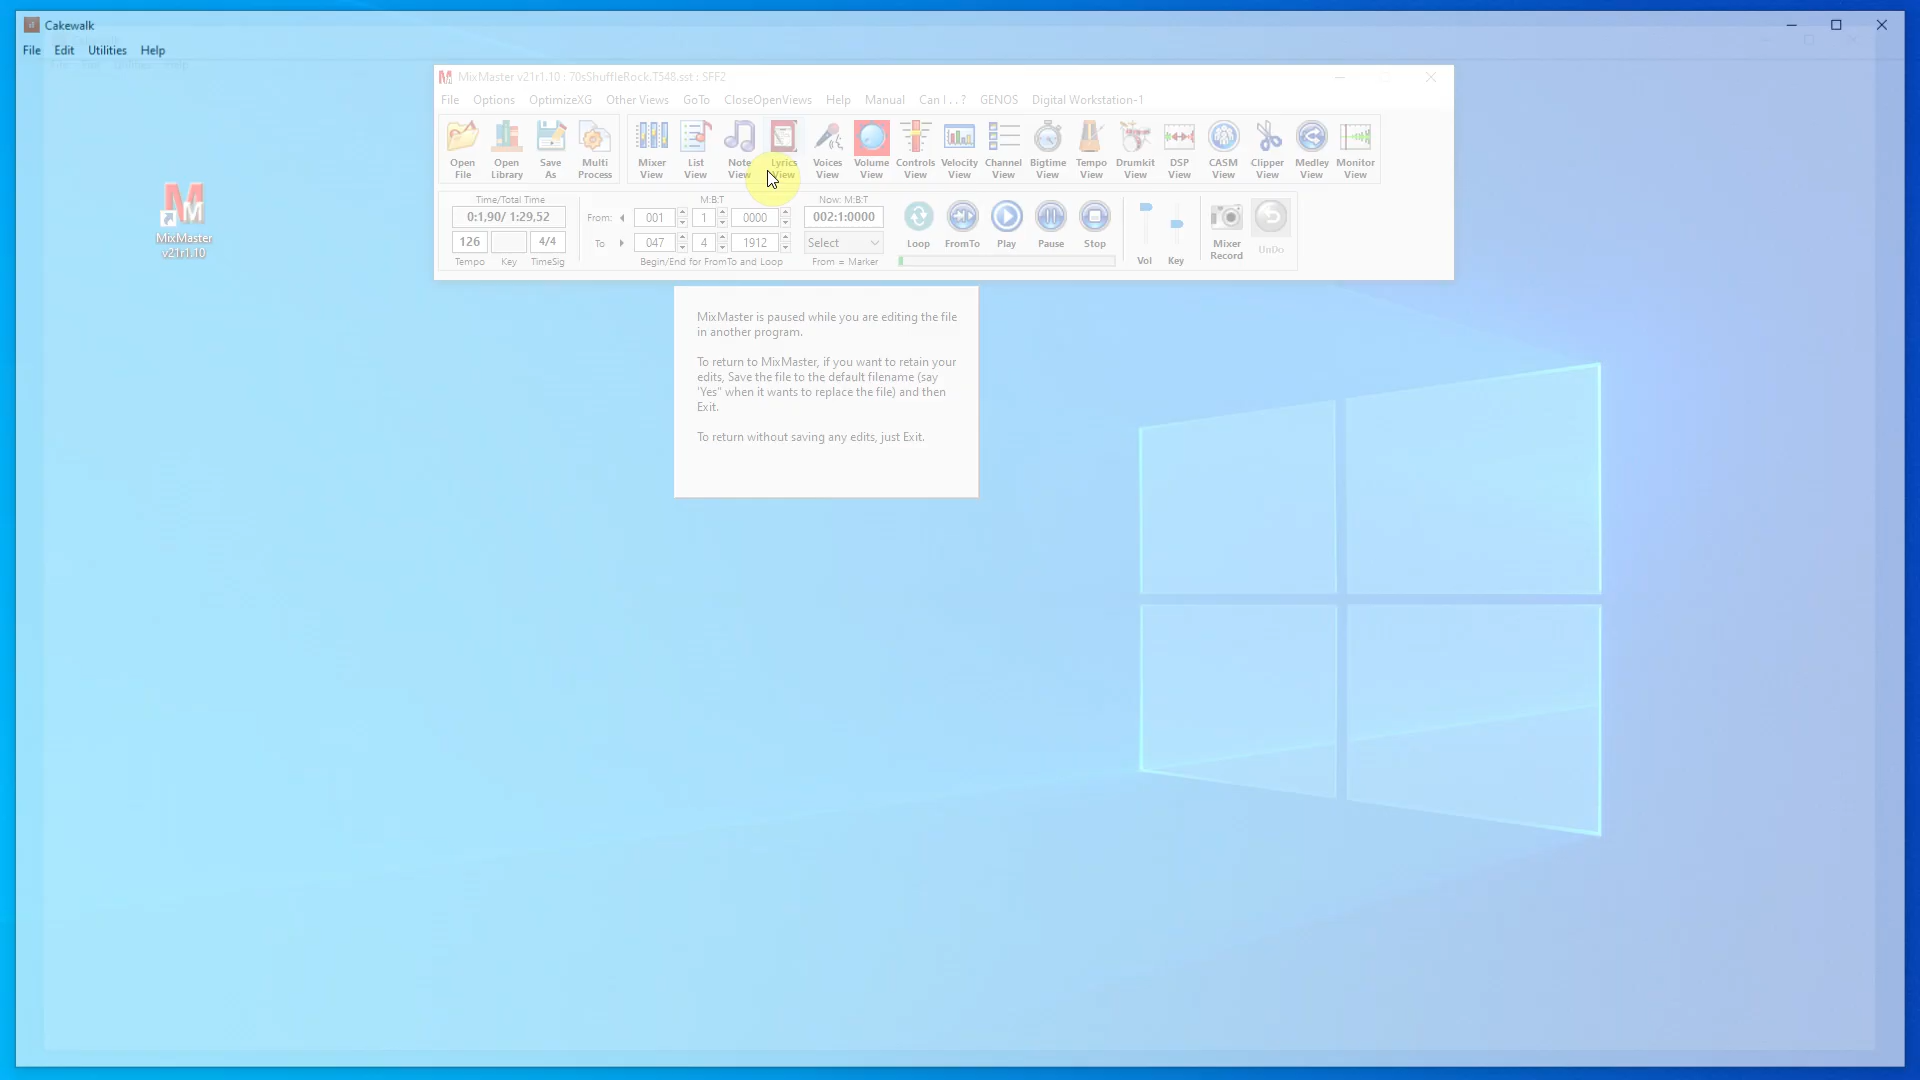 Cakewalk
File Edit Utilities Help
MixMaster v21r1.10 : 70sShuffleRock.T548.sst : SFF2
File Options OptimizeXG Other Views GoTo CloseOpenViews Help Manual Can I . . ? GENOS Digital Workstation-1
Open File
Open Library
Save As
Multi Process
Mixer View
List View
Note View
Lyrics View
Voices View
Volume View
Controls View
Velocity View
Channel View
Bigtime View
Tempo View
Drumkit View
DSP View
CASM View
Clipper View
Medley View
Monitor View
Time/Total Time
0:1,90/ 1:29,52
126 4/4
Tempo Key TimeSig
M:B:T
From: 001 1 0000
To 047 4 1912
Begin/End for FromTo and Loop
Now: M:B:T
002:1:0000
Select
From = Marker
Loop FromTo Play Pause Stop
Vol Key
Mixer Record
UnDo
MixMaster
v21r1.10
MixMaster is paused while you are editing the file
in another program.
To return to MixMaster, if you want to retain your
edits, Save the file to the default filename (say
"Yes" when it wants to replace the file) and then
Exit.
To return without saving any edits, just Exit.